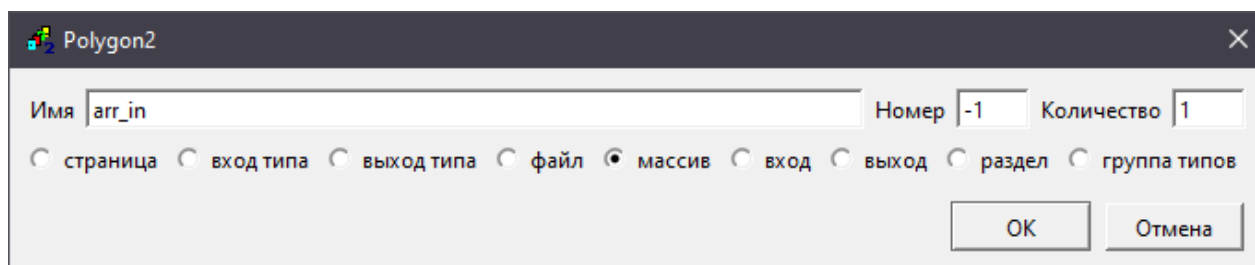 Polygon2
Имя arr_in Номер -1 Количество 1
страница вход типа выход типа файл массив вход выход раздел группа типов
OK Отмена